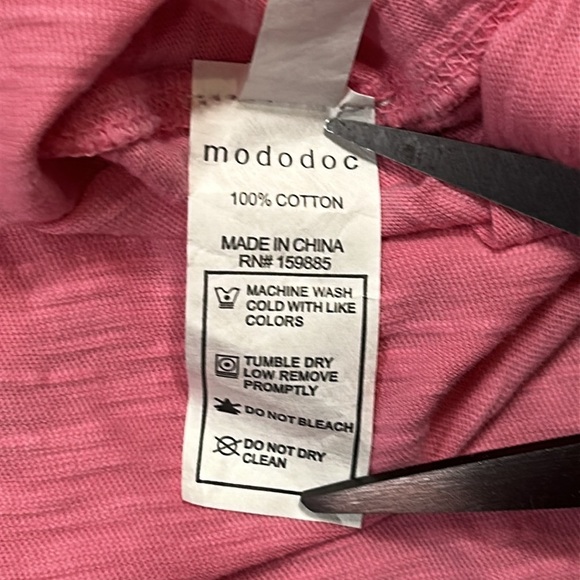 mododoc
100% COTTON
MADE IN CHINA
RN# 159885
MACHINE WASH
COLD WITH LIKE
COLORS
TUMBLE DRY
LOW REMOVE
PROMPTLY
DO NOT BLEACH
DO NOT DRY
CLEAN